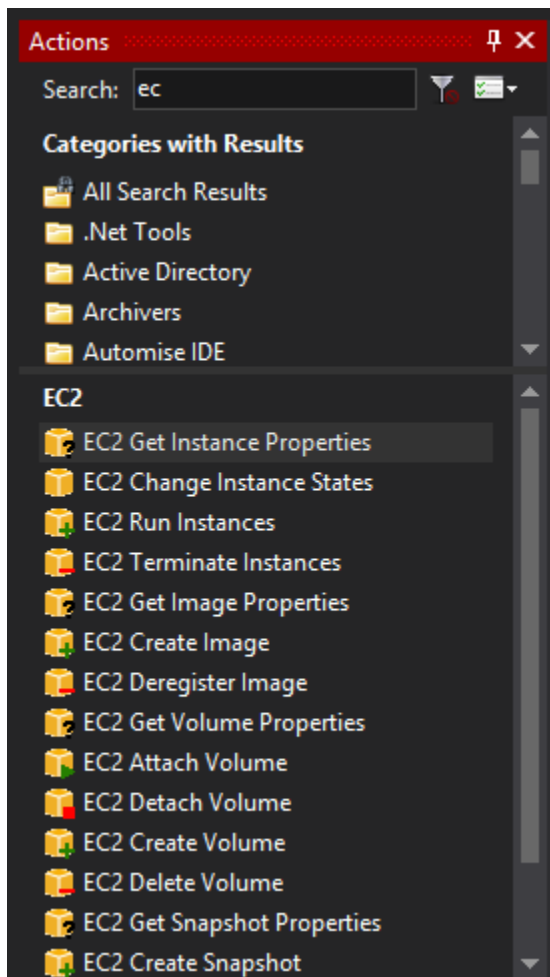 Actions
Search: ec
Categories with Results
All Search Results
.Net Tools
Active Directory
Archivers
Automise IDE
EC2
EC2 Get Instance Properties
EC2 Change Instance States
EC2 Run Instances
EC2 Terminate Instances
EC2 Get Image Properties
EC2 Create Image
EC2 Deregister Image
EC2 Get Volume Properties
EC2 Attach Volume
EC2 Detach Volume
EC2 Create Volume
EC2 Delete Volume
EC2 Get Snapshot Properties
EC2 Create Snapshot